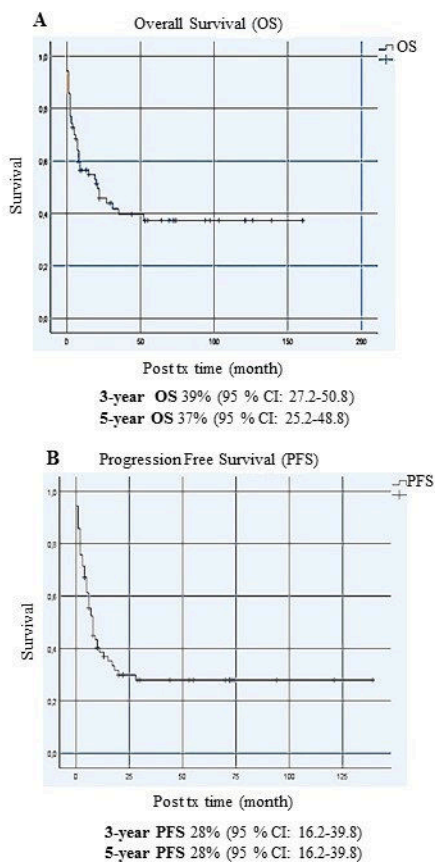 A
Overall Survival (OS)
OS
1,0
0,8
0,6
0,4
0,2
0,0
Survival
0 50 100 150 200
Post tx time (month)
3-year OS 39% (95 % CI: 27.2-50.8)
5-year OS 37% (95 % CI: 25.2-48.8)
B
Progression Free Survival (PFS)
PFS
1,0
0,8
0,6
0,4
0,2
0,0
Survival
0 25 50 75 100 125
Post tx time (month)
3-year PFS 28% (95 % CI: 16.2-39.8)
5-year PFS 28% (95 % CI: 16.2-39.8)